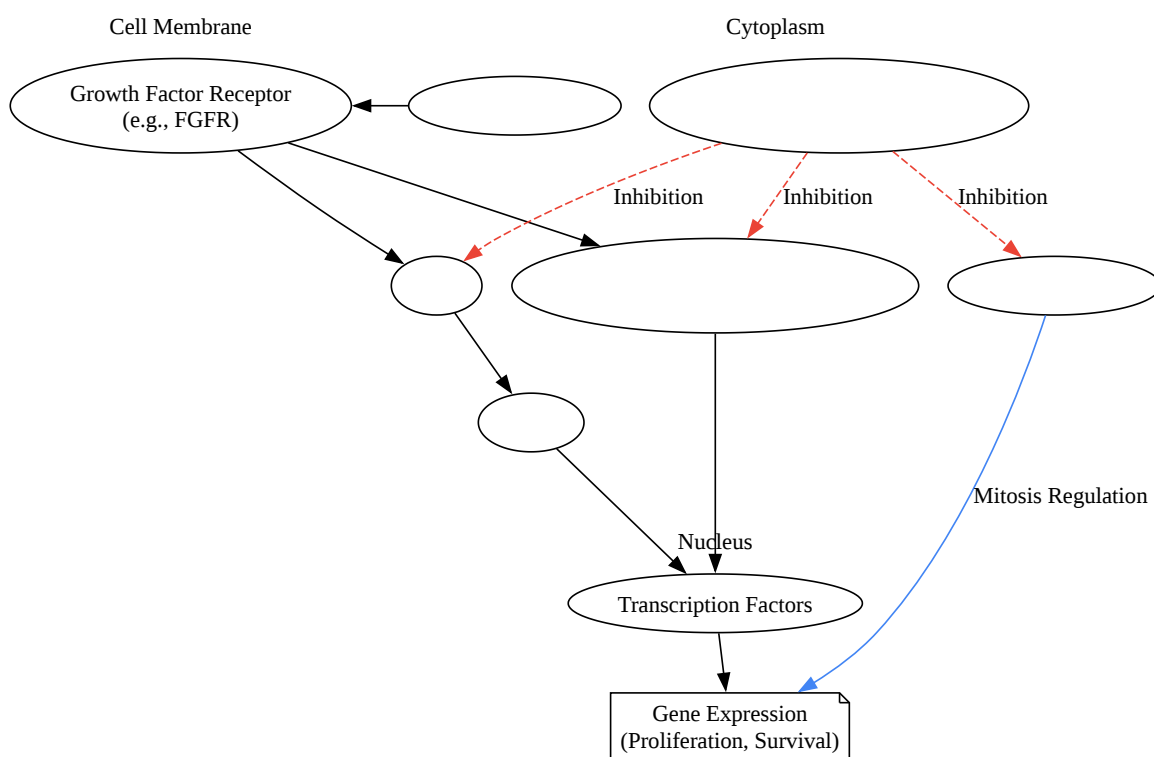 Cell Membrane
Cytoplasm
Growth Factor Receptor
(e.g., FGFR)
Inhibition
Inhibition
Inhibition
Mitosis Regulation
Nucleus
Transcription Factors
Gene Expression
(Proliferation, Survival)